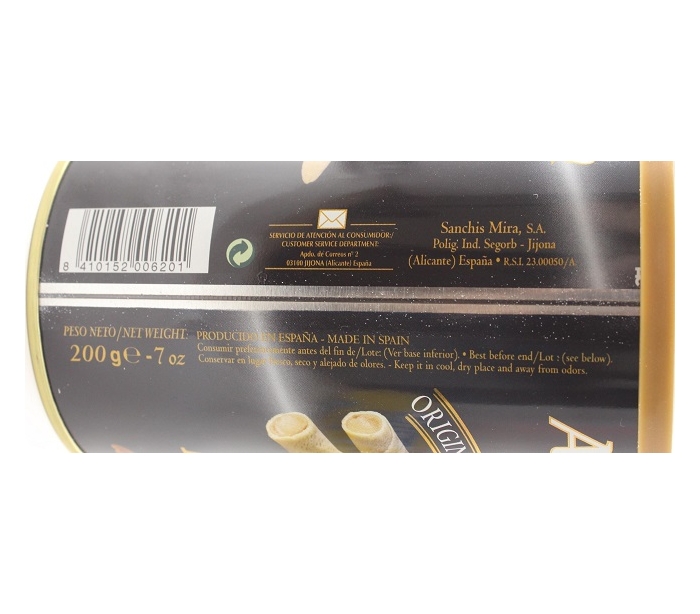 8 410152 006201
SERVICIO DE ATENCIÓN AL CONSUMIDOR/
CUSTOMER SERVICE DEPARTMENT:
Apdo. de Correos nº 2
03100 JIJONA (Alicante) España
Sanchis Mira, S.A.
Polig. Ind. Segorb - Jijona
(Alicante) España • R.S.I. 23.00050/A
PESO NETO/NET WEIGHT:
200 g e - 7 oz
PRODUCIDO EN ESPAÑA - MADE IN SPAIN
Consumir preferentemente antes del fin de/Lote: (Ver base inferior). • Best before end/Lot : (see below).
Conservar en lugar fresco, seco y alejado de olores. - Keep it in cool, dry place and away from odors.
ORIGIN
A